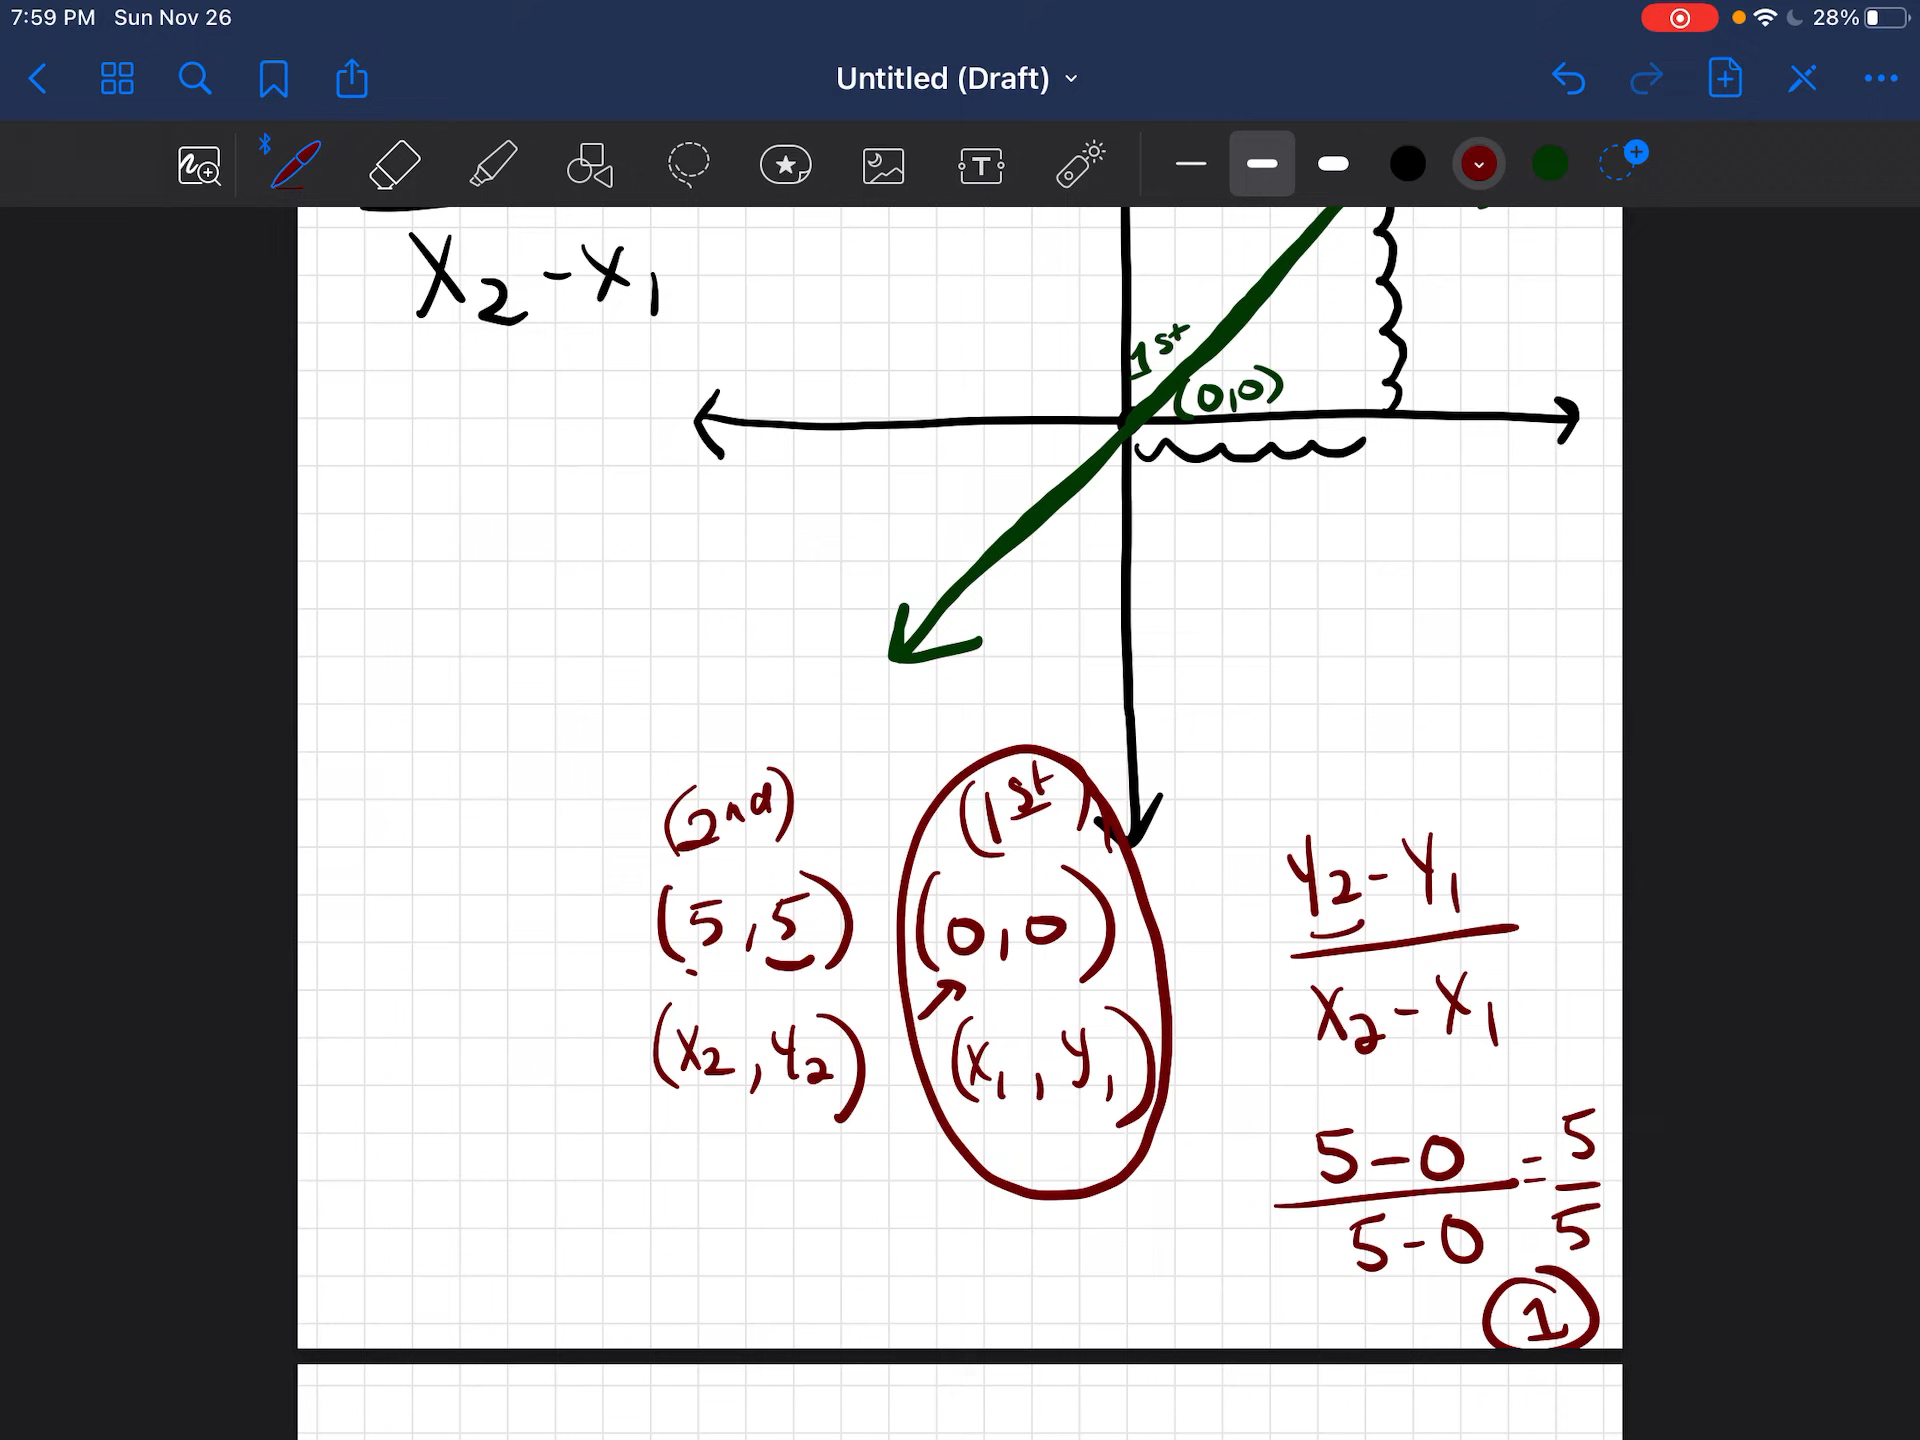 7:59 PM Sun Nov 26
28%
Untitled (Draft)
T
X2 - X1
1st
(0,0)
(2nd)
(1st)
(5,5)
(0,0)
(X2,Y2)
(X1,Y1)
Y2 - Y1
X2 - X1
5 - 0 = 5
5 - 0 5
1